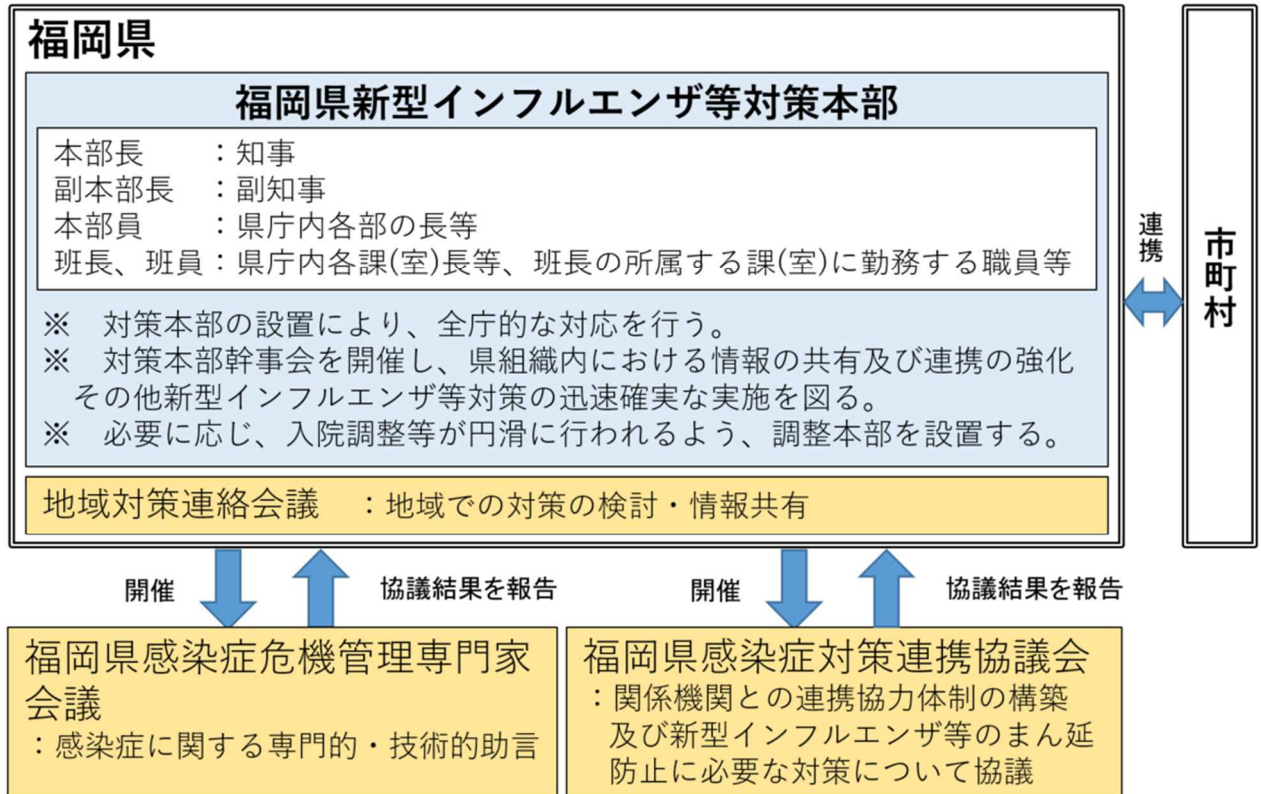 福岡県
福岡県新型インフルエンザ等対策本部
本部長　　：知事
副本部長　：副知事
本部員　　：県庁内各部の長等
班長、班員：県庁内各課(室)長等、班長の所属する課(室)に勤務する職員等
※　対策本部の設置により、全庁的な対応を行う。
※　対策本部幹事会を開催し、県組織内における情報の共有及び連携の強化
その他新型インフルエンザ等対策の迅速確実な実施を図る。
※　必要に応じ、入院調整等が円滑に行われるよう、調整本部を設置する。
地域対策連絡会議　：地域での対策の検討・情報共有
連携
市町村
開催
協議結果を報告
開催
協議結果を報告
福岡県感染症危機管理専門家
会議
：感染症に関する専門的・技術的助言
福岡県感染症対策連携協議会
：関係機関との連携協力体制の構築
及び新型インフルエンザ等のまん延
防止に必要な対策について協議